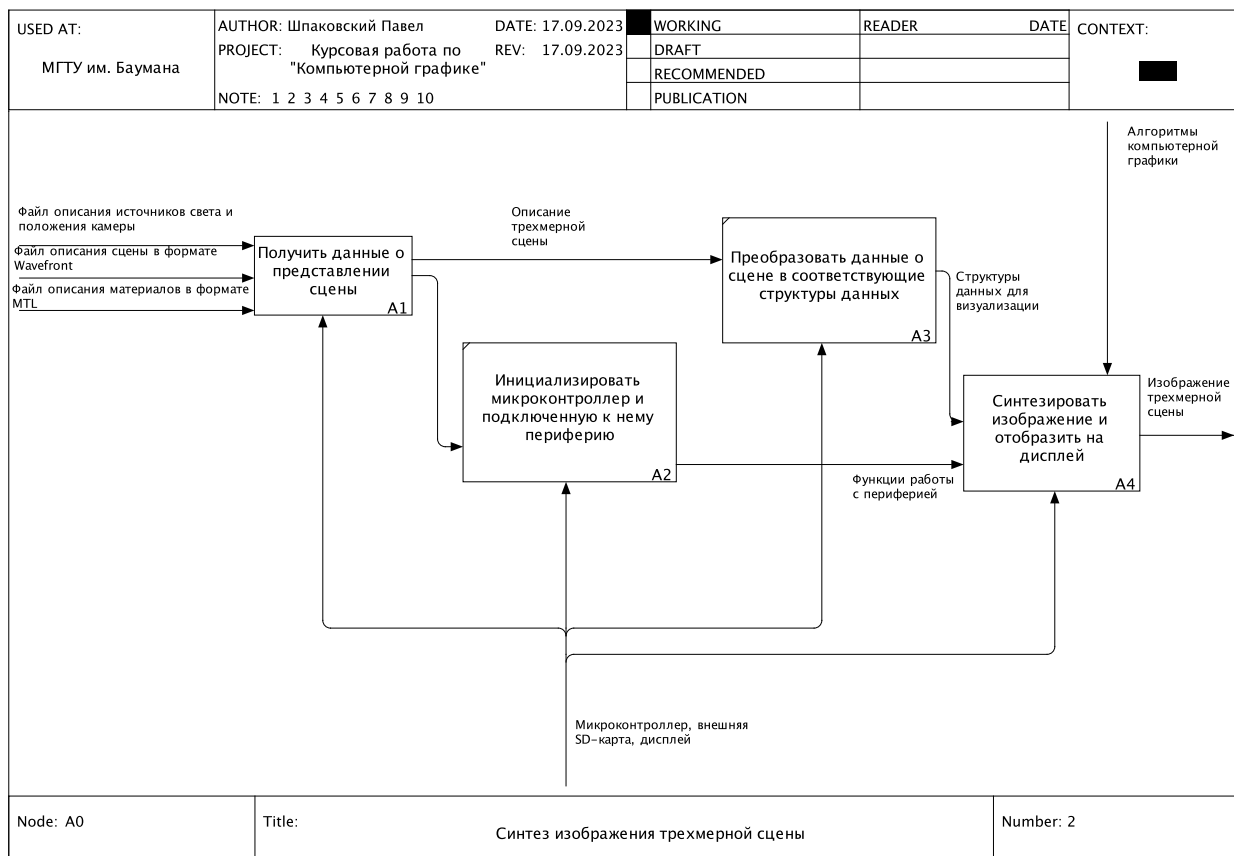 USED AT:
МГТУ им. Баумана
AUTHOR: Шпаковский Павел
DATE: 17.09.2023
PROJECT: Курсовая работа по
"Компьютерной графике"
REV: 17.09.2023
NOTE: 1 2 3 4 5 6 7 8 9 10
WORKING
DRAFT
RECOMMENDED
PUBLICATION
READER DATE
CONTEXT:
Алгоритмы
компьютерной
графики
Файл описания источников света и
положения камеры
Файл описания сцены в формате
Wavefront
Файл описания материалов в формате
MTL
Получить данные о
представлении
сцены
A1
Описание
трехмерной
сцены
Преобразовать данные о
сцене в соответствующие
структуры данных
A3
Структуры
данных для
визуализации
Инициализировать
микроконтроллер и
подключенную к нему
периферию
A2
Функции работы
с периферией
Синтезировать
изображение и
отобразить на
дисплей
A4
Изображение
трехмерной
сцены
Микроконтроллер, внешняя
SD-карта, дисплей
Node: A0
Title:
Синтез изображения трехмерной сцены
Number: 2